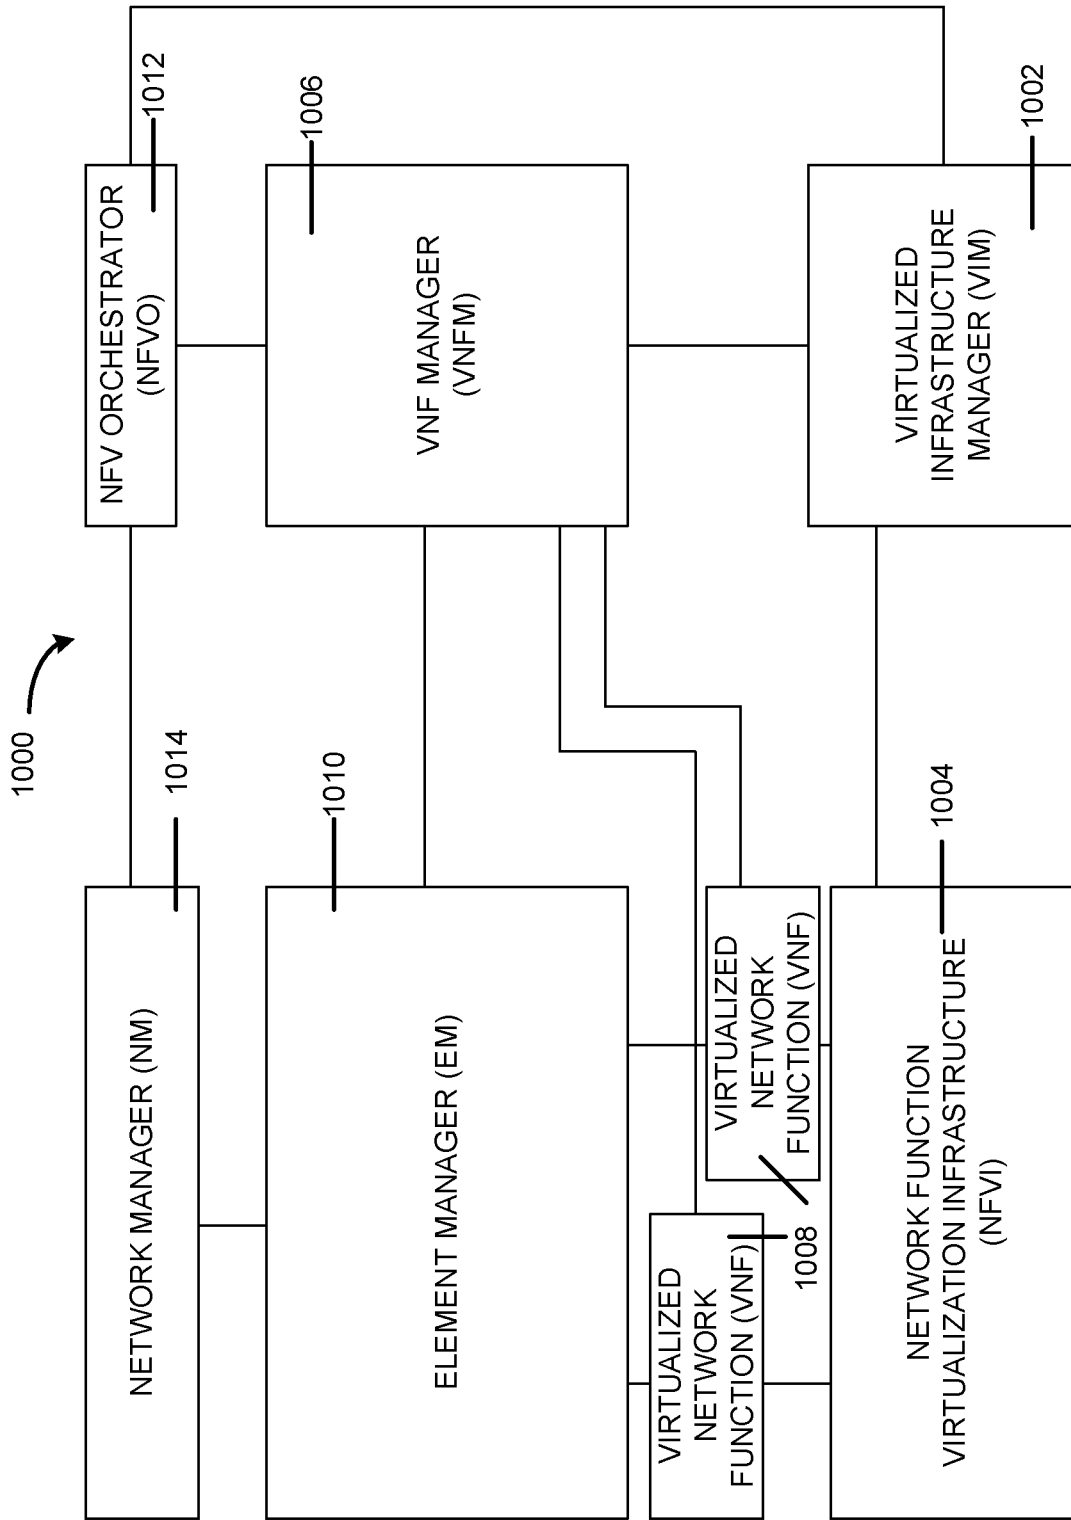 1000
NETWORK MANAGER (NM)
1014
NFV ORCHESTRATOR
(NFVO)
1012
ELEMENT MANAGER (EM)
1010
VNF MANAGER
(VNFM)
1006
VIRTUALIZED
NETWORK
FUNCTION (VNF)
VIRTUALIZED
NETWORK
FUNCTION (VNF)
1008
NETWORK FUNCTION
VIRTUALIZATION INFRASTRUCTURE
(NFVI)
1004
VIRTUALIZED
INFRASTRUCTURE
MANAGER (VIM)
1002